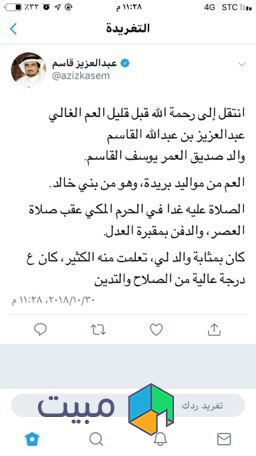 ٣٢٪ ١١:٢٨ م 4G STC
التغريدة
عبدالعزيز قاسم
@azizkasem
انتقل إلى رحمة الله قبل قليل العم الغالي
عبدالعزيز بن عبدالله القاسم
والد صديق العمر يوسف القاسم.
العم من مواليد بريدة، وهو من بني خالد.
الصلاة عليه غدا في الحرم المكي عقب صلاة
العصر، والدفن بمقبرة العدل.
كان بمثابة والد لي، تعلمت منه الكثير، كان ع
درجة عالية من الصلاح والتدين
٢٠١٨/١٠/٣٠، ١١:٢٨ م
تغريد ردك
مبيت